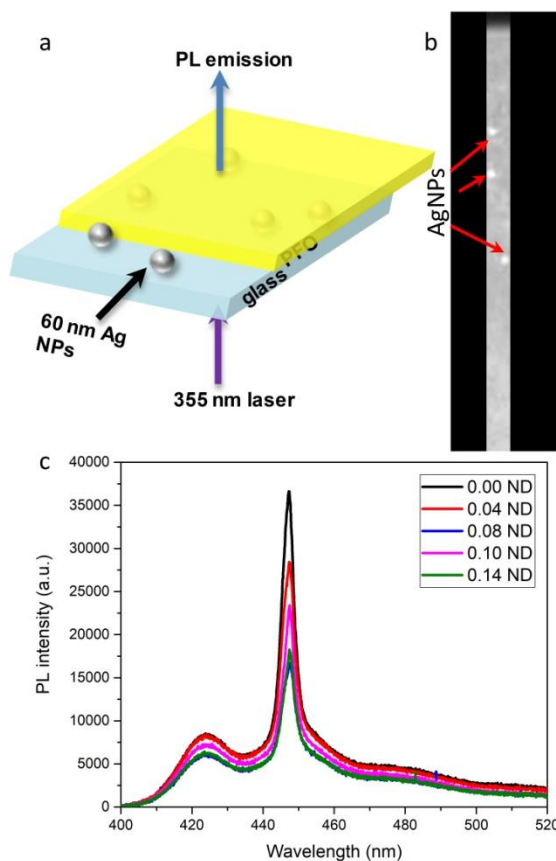 a
PL emission
PFO
glass
60 nm Ag
NPs
355 nm laser
b
AgNPs
c
40000
35000
30000
25000
20000
15000
10000
5000
0
PL intensity (a.u.)
0.00 ND
0.04 ND
0.08 ND
0.10 ND
0.14 ND
400
420
440
460
480
500
520
Wavelength (nm)